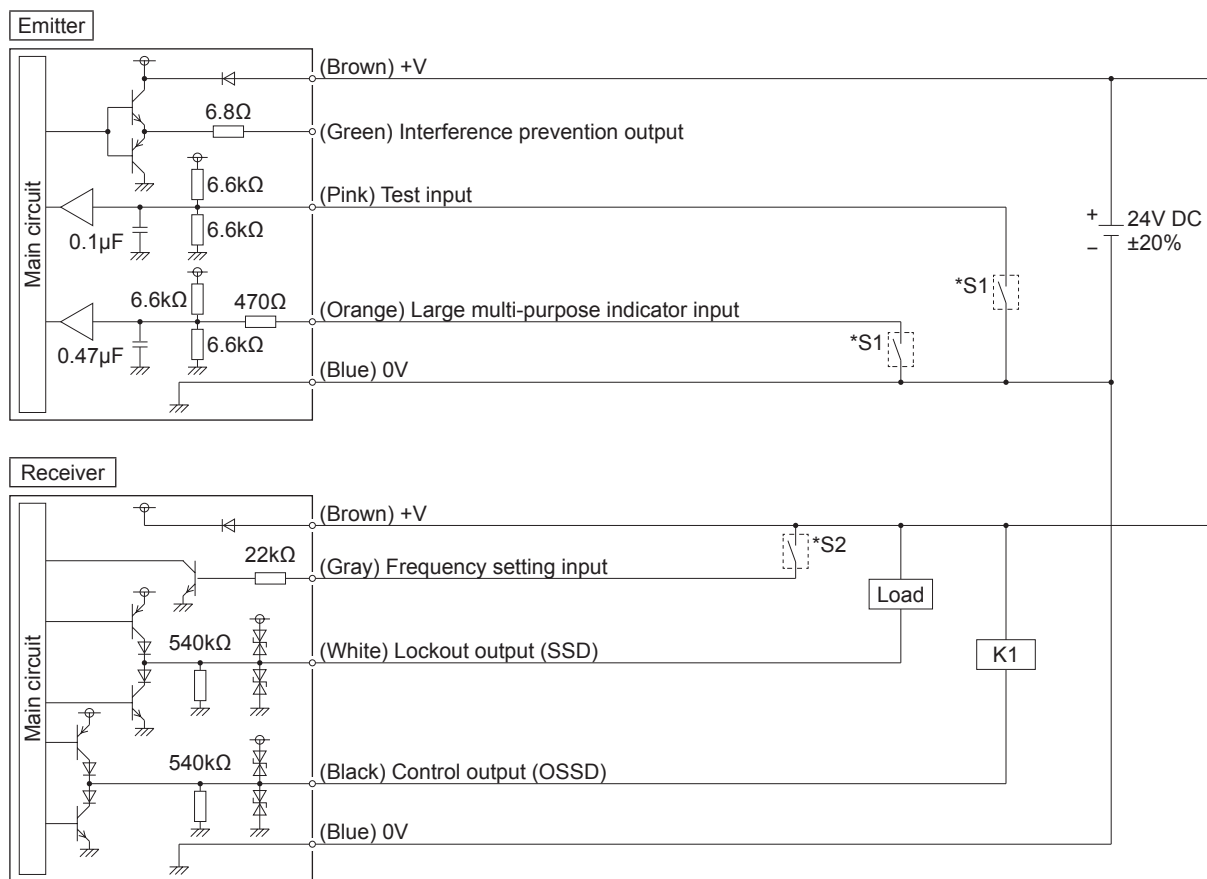 Emitter
Main circuit
(Brown) +V
6.8Ω
(Green) Interference prevention output
6.6kΩ
(Pink) Test input
0.1µF
6.6kΩ
+
24V DC
−
±20%
*S1
6.6kΩ
470Ω
(Orange) Large multi-purpose indicator input
0.47µF
6.6kΩ
*S1
(Blue) 0V
Receiver
Main circuit
(Brown) +V
*S2
22kΩ
(Gray) Frequency setting input
Load
540kΩ
(White) Lockout output (SSD)
K1
540kΩ
(Black) Control output (OSSD)
(Blue) 0V